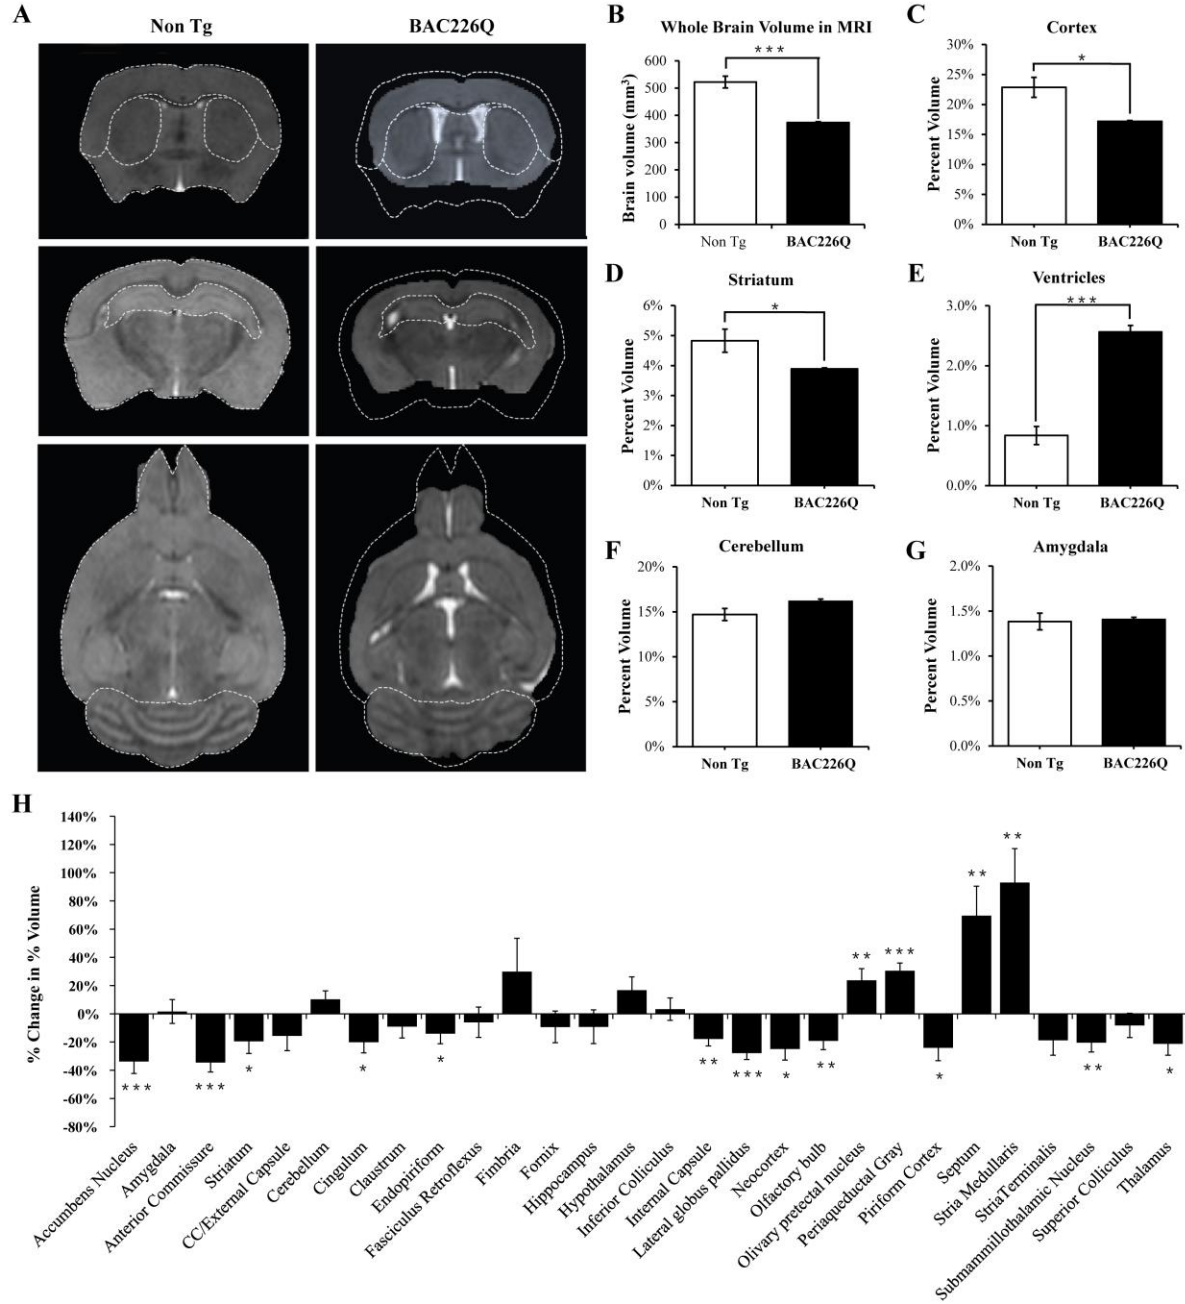 A
Non Tg
BAC226Q
B
Whole Brain Volume in MRI
***
Brain volume (mm³)
600
500
400
300
200
100
0
Non Tg
BAC226Q
C
Cortex
*
Percent Volume
30%
25%
20%
15%
10%
5%
0%
Non Tg
BAC226Q
D
Striatum
*
Percent Volume
6%
5%
4%
3%
2%
1%
0%
Non Tg
BAC226Q
E
Ventricles
***
Percent Volume
3.0%
2.0%
1.0%
0.0%
Non Tg
BAC226Q
F
Cerebellum
Percent Volume
20%
15%
10%
5%
0%
Non Tg
BAC226Q
G
Amygdala
Percent Volume
2.0%
1.5%
1.0%
0.5%
0.0%
Non Tg
BAC226Q
H
% Change in % Volume
140%
120%
100%
80%
60%
40%
20%
0%
-20%
-40%
-60%
-80%
***
***
*
*
*
**
***
*
**
**
***
*
**
**
**
*
Accumbens Nucleus
Amygdala
Anterior Commissure
Striatum
CC/External Capsule
Cerebellum
Cingulum
Claustrum
Endopiriform
Fasciculus Retroflexus
Fimbria
Fornix
Hippocampus
Hypothalamus
Inferior Colliculus
Internal Capsule
Lateral globus pallidus
Neocortex
Olfactory bulb
Olivary pretectal nucleus
Periaqueductal Gray
Piriform Cortex
Septum
Stria Medullaris
StriaTerminalis
Submammillothalamic Nucleus
Superior Colliculus
Thalamus